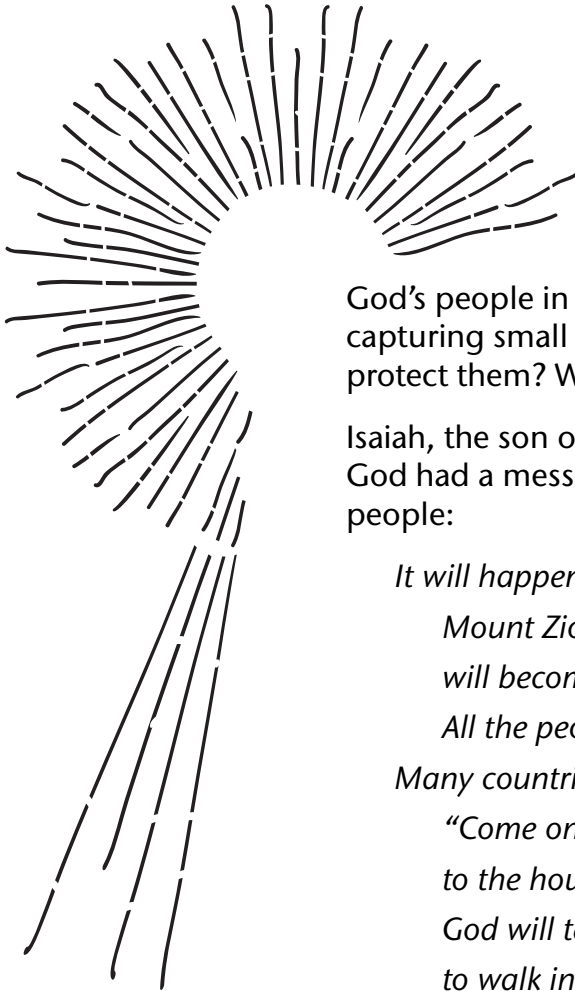 God’s people in
capturing small
protect them? W
Isaiah, the son o
God had a mess
people:
It will happen
Mount Zio
will becom
All the peo
Many countri
“Come on
to the hou
God will t
to walk in